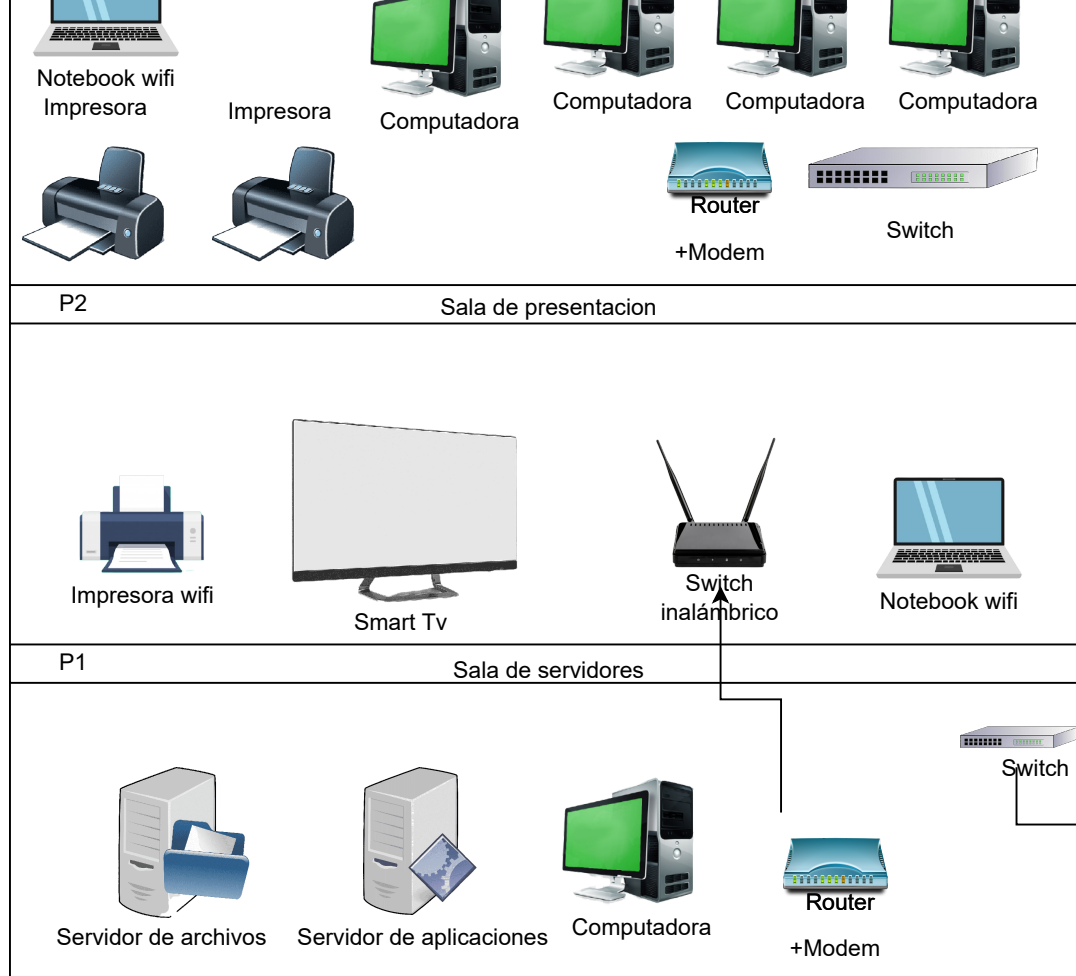 Notebook wifi
Impresora
Impresora
Computadora
Computadora
Computadora
Computadora
Router
+Modem
Switch
P2
Sala de presentacion
Impresora wifi
Smart Tv
Switch
inalámbrico
Notebook wifi
P1
Sala de servidores
Switch
Servidor de archivos
Servidor de aplicaciones
Computadora
Router
+Modem